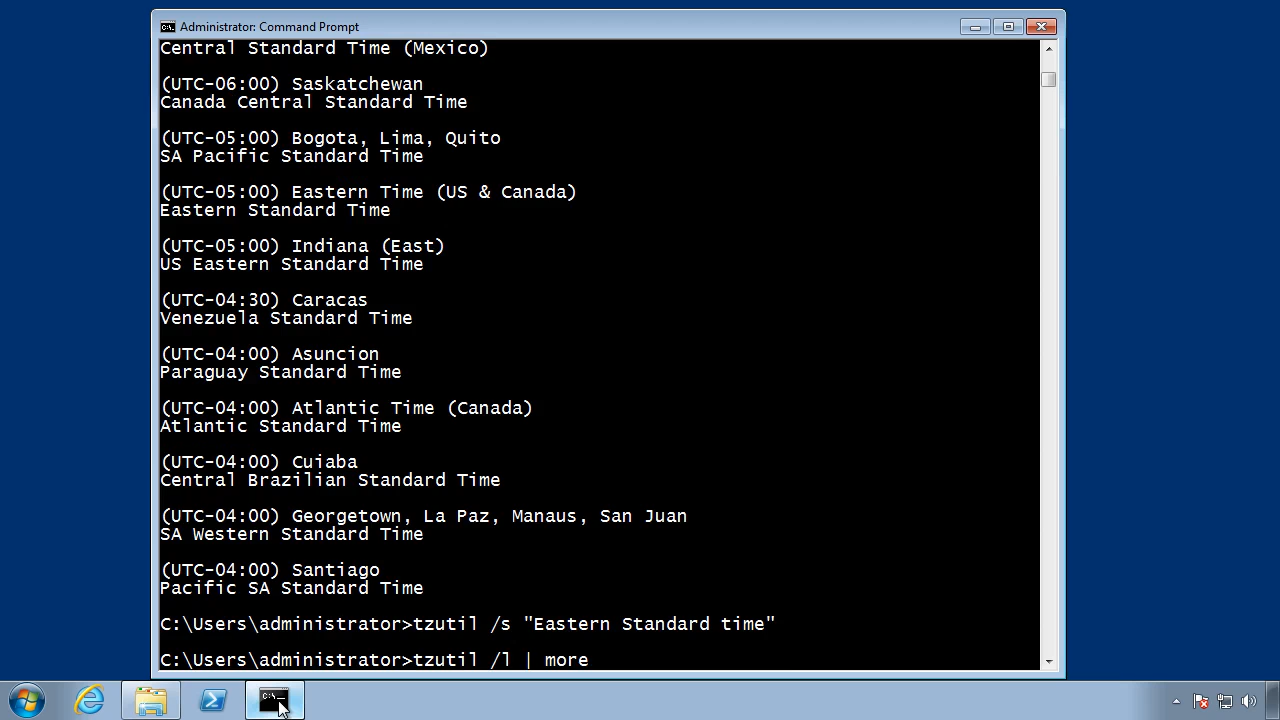 Administrator: Command Prompt
Central Standard Time (Mexico)
(UTC-06:00) Saskatchewan
Canada Central Standard Time
(UTC-05:00) Bogota, Lima, Quito
SA Pacific Standard Time
(UTC-05:00) Eastern Time (US & Canada)
Eastern Standard Time
(UTC-05:00) Indiana (East)
US Eastern Standard Time
(UTC-04:30) Caracas
Venezuela Standard Time
(UTC-04:00) Asuncion
Paraguay Standard Time
(UTC-04:00) Atlantic Time (Canada)
Atlantic Standard Time
(UTC-04:00) Cuiaba
Central Brazilian Standard Time
(UTC-04:00) Georgetown, La Paz, Manaus, San Juan
SA Western Standard Time
(UTC-04:00) Santiago
Pacific SA Standard Time
C:\Users\administrator>tzutil /s "Eastern Standard time"
C:\Users\administrator>tzutil /l | more